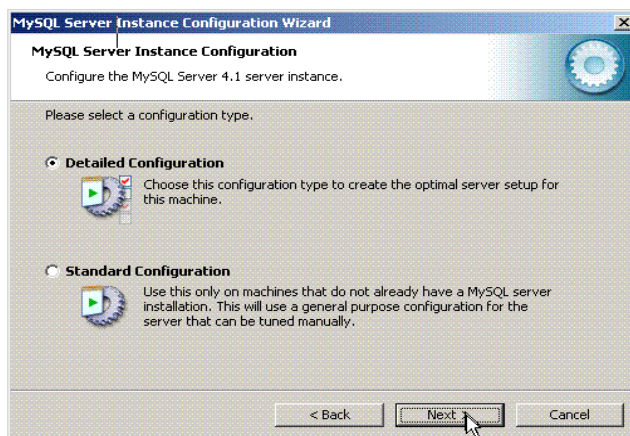 MySQL Server Instance Configuration Wizard
MySQL Server Instance Configuration
Configure the MySQL Server 4.1 server instance.
Please select a configuration type.
Detailed Configuration
Choose this configuration type to create the optimal server setup for
this machine.
Standard Configuration
Use this only on machines that do not already have a MySQL server
installation. This will use a general purpose configuration for the
server that can be tuned manually.
< Back
Next >
Cancel